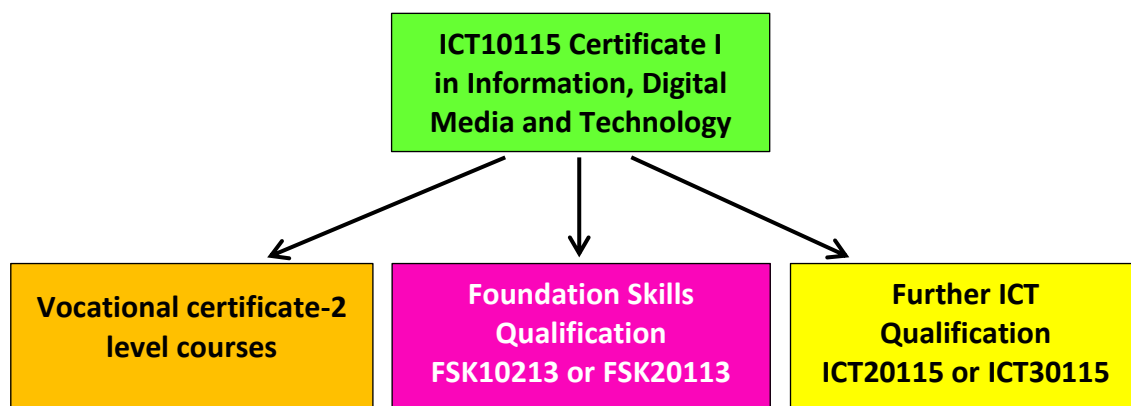 ICT10115 Certificate I
in Information, Digital
Media and Technology
Vocational certificate-2
level courses
Foundation Skills
Qualification
FSK10213 or FSK20113
Further ICT
Qualification
ICT20115 or ICT30115